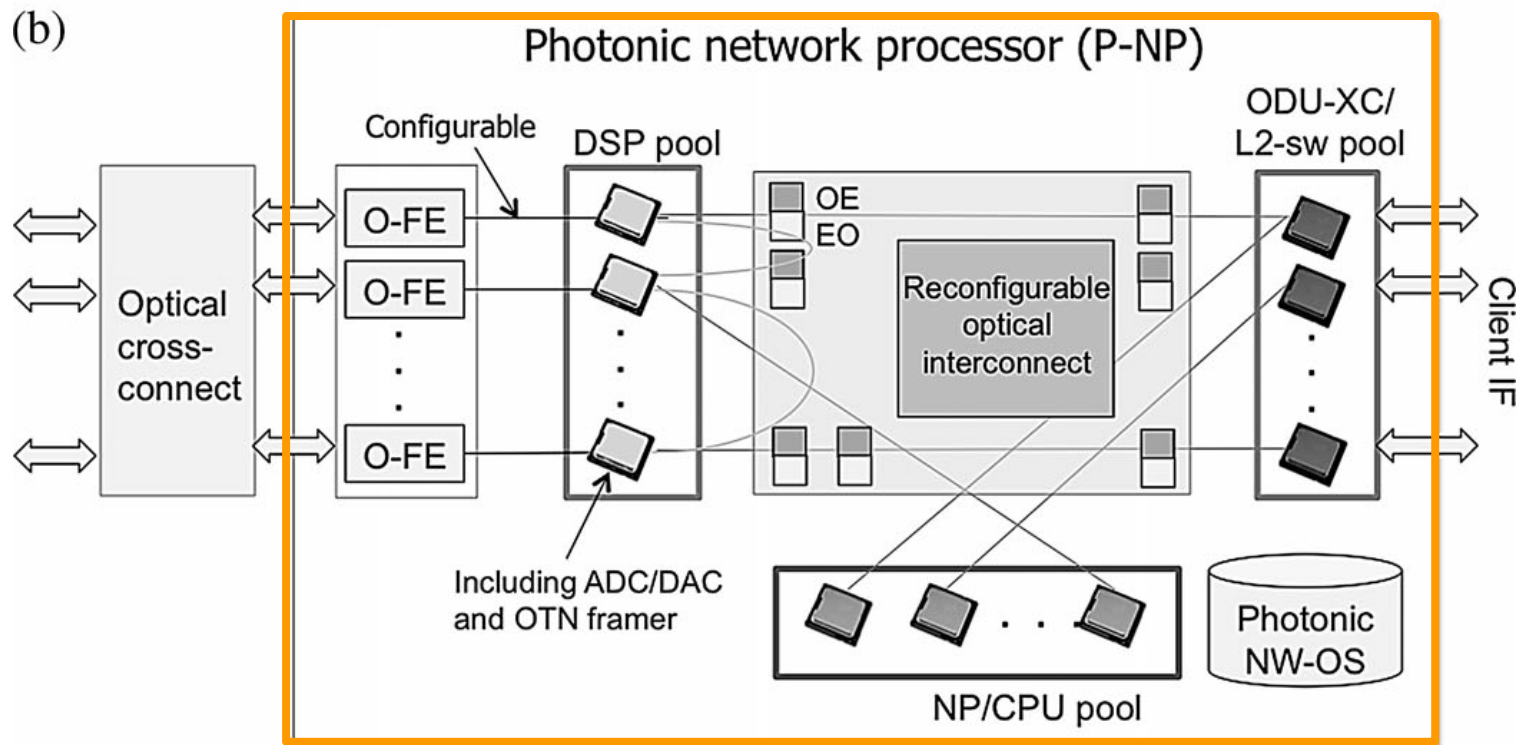 (b)
Photonic network processor (P-NP)
Configurable
DSP pool
ODU-XC/
L2-sw pool
Optical
cross-
connect
O-FE
O-FE
O-FE
OE
EO
Reconfigurable
optical
interconnect
Client IF
Including ADC/DAC
and OTN framer
NP/CPU pool
Photonic
NW-OS